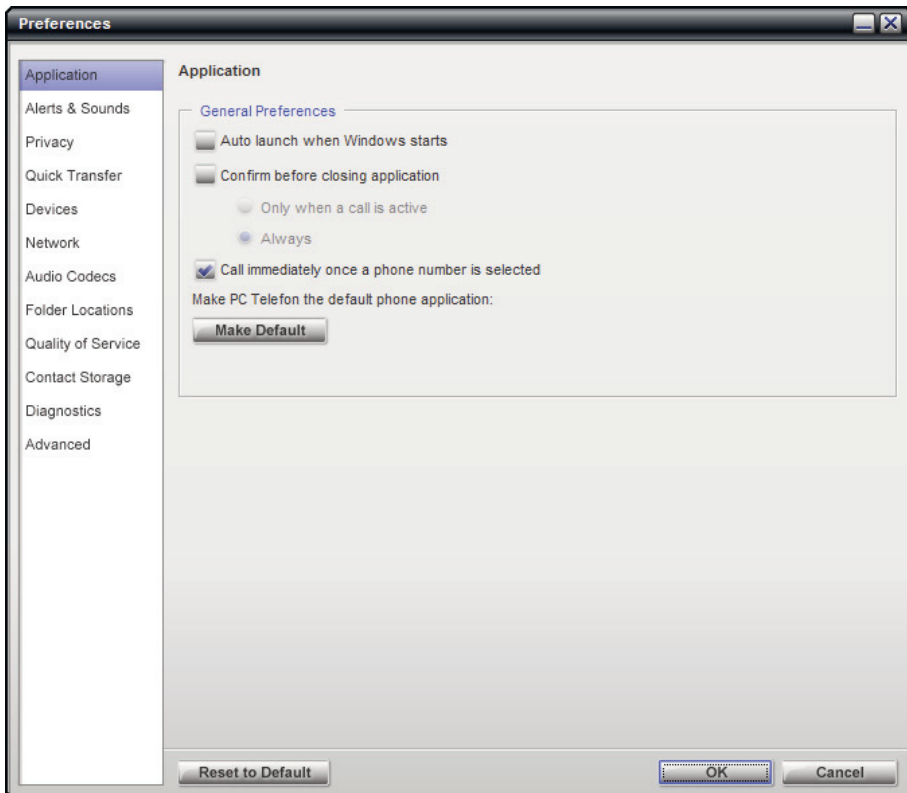 Preferences
Application
Alerts & Sounds
Privacy
Quick Transfer
Devices
Network
Audio Codecs
Folder Locations
Quality of Service
Contact Storage
Diagnostics
Advanced
Application
General Preferences
Auto launch when Windows starts
Confirm before closing application
Only when a call is active
Always
Call immediately once a phone number is selected
Make PC Telefon the default phone application:
Make Default
Reset to Default
OK
Cancel